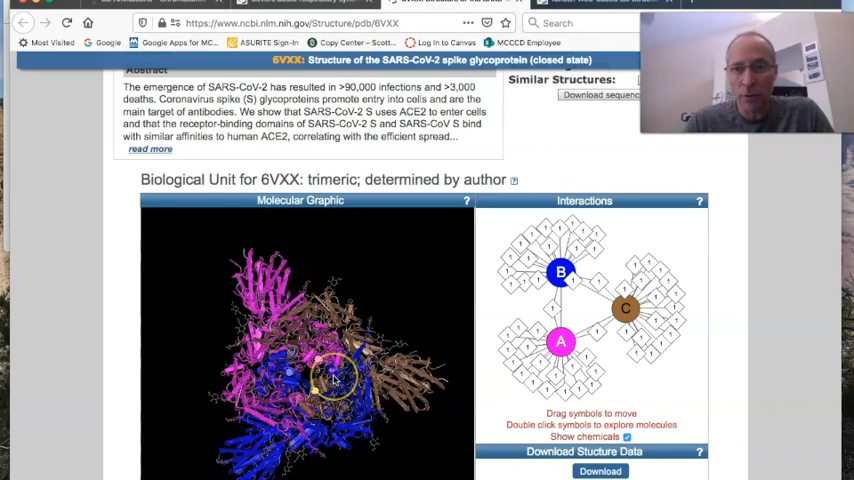 https://www.ncbi.nlm.nih.gov/Structure/pdb/6VXX
Search
Most Visited
Google
Google Apps for MC...
ASURITE Sign-In
Copy Center – Scott...
Log In to Canvas
MCCCD Employee
6VXX: Structure of the SARS-CoV-2 spike glycoprotein (closed state)
Abstract
The emergence of SARS-CoV-2 has resulted in >90,000 infections and >3,000
deaths. Coronavirus spike (S) glycoproteins promote entry into cells and are the
main target of antibodies. We show that SARS-CoV-2 S uses ACE2 to enter cells
and that the receptor-binding domains of SARS-CoV-2 S and SARS-CoV S bind
with similar affinities to human ACE2, correlating with the efficient spread...
read more
Similar Structures:
Download sequenc
Biological Unit for 6VXX: trimeric; determined by author ?
Molecular Graphic ?
Interactions ?
B
C
A
Drag symbols to move
Double click symbols to explore molecules
Show chemicals
Download Stucture Data
Download